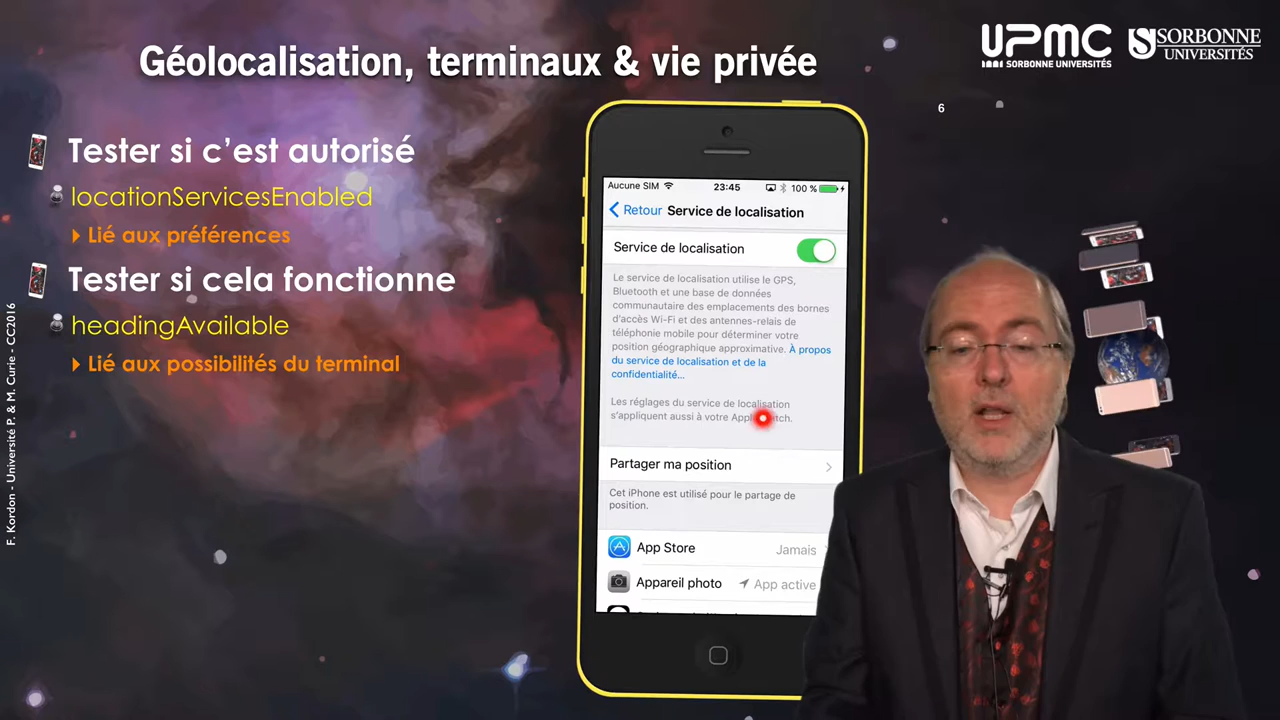 Géolocalisation, terminaux & vie privée
UPMC
SORBONNE UNIVERSITÉS
SORBONNE
UNIVERSITÉS
6
Tester si c’est autorisé
locationServicesEnabled
Lié aux préférences
Tester si cela fonctionne
headingAvailable
Lié aux possibilités du terminal
F. Kordon - Université P. & M. Curie - CC2016
Aucune SIM 23:45 100 %
Retour Service de localisation
Service de localisation
Le service de localisation utilise le GPS,
Bluetooth et une base de données
communautaire des emplacements des bornes
d’accès Wi-Fi et des antennes-relais de
téléphonie mobile pour déterminer votre
position géographique approximative. À propos
du service de localisation et de la
confidentialité...
Les réglages du service de localisation
s’appliquent aussi à votre
Partager ma position
Cet iPhone est utilisé pour le partage de
position.
App Store Jamais
Appareil photo App active